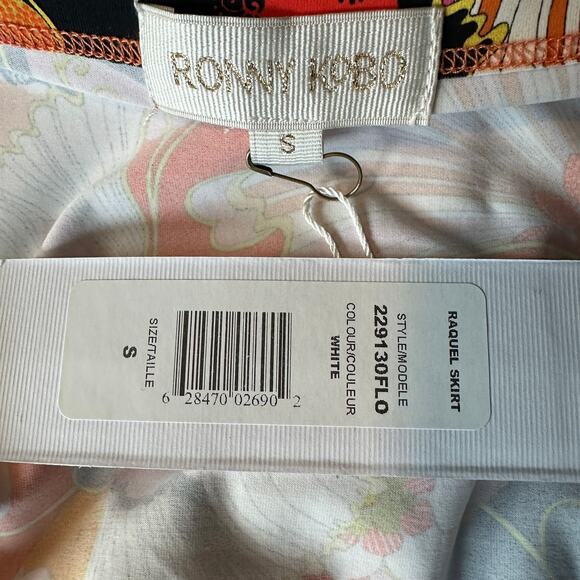 RONNY KOBO
S
RAQUEL SKIRT
STYLE/MODELE
229130FLO
COLOUR/COULEUR
WHITE
6 28470 02690 2
SIZE/TAILLE
S